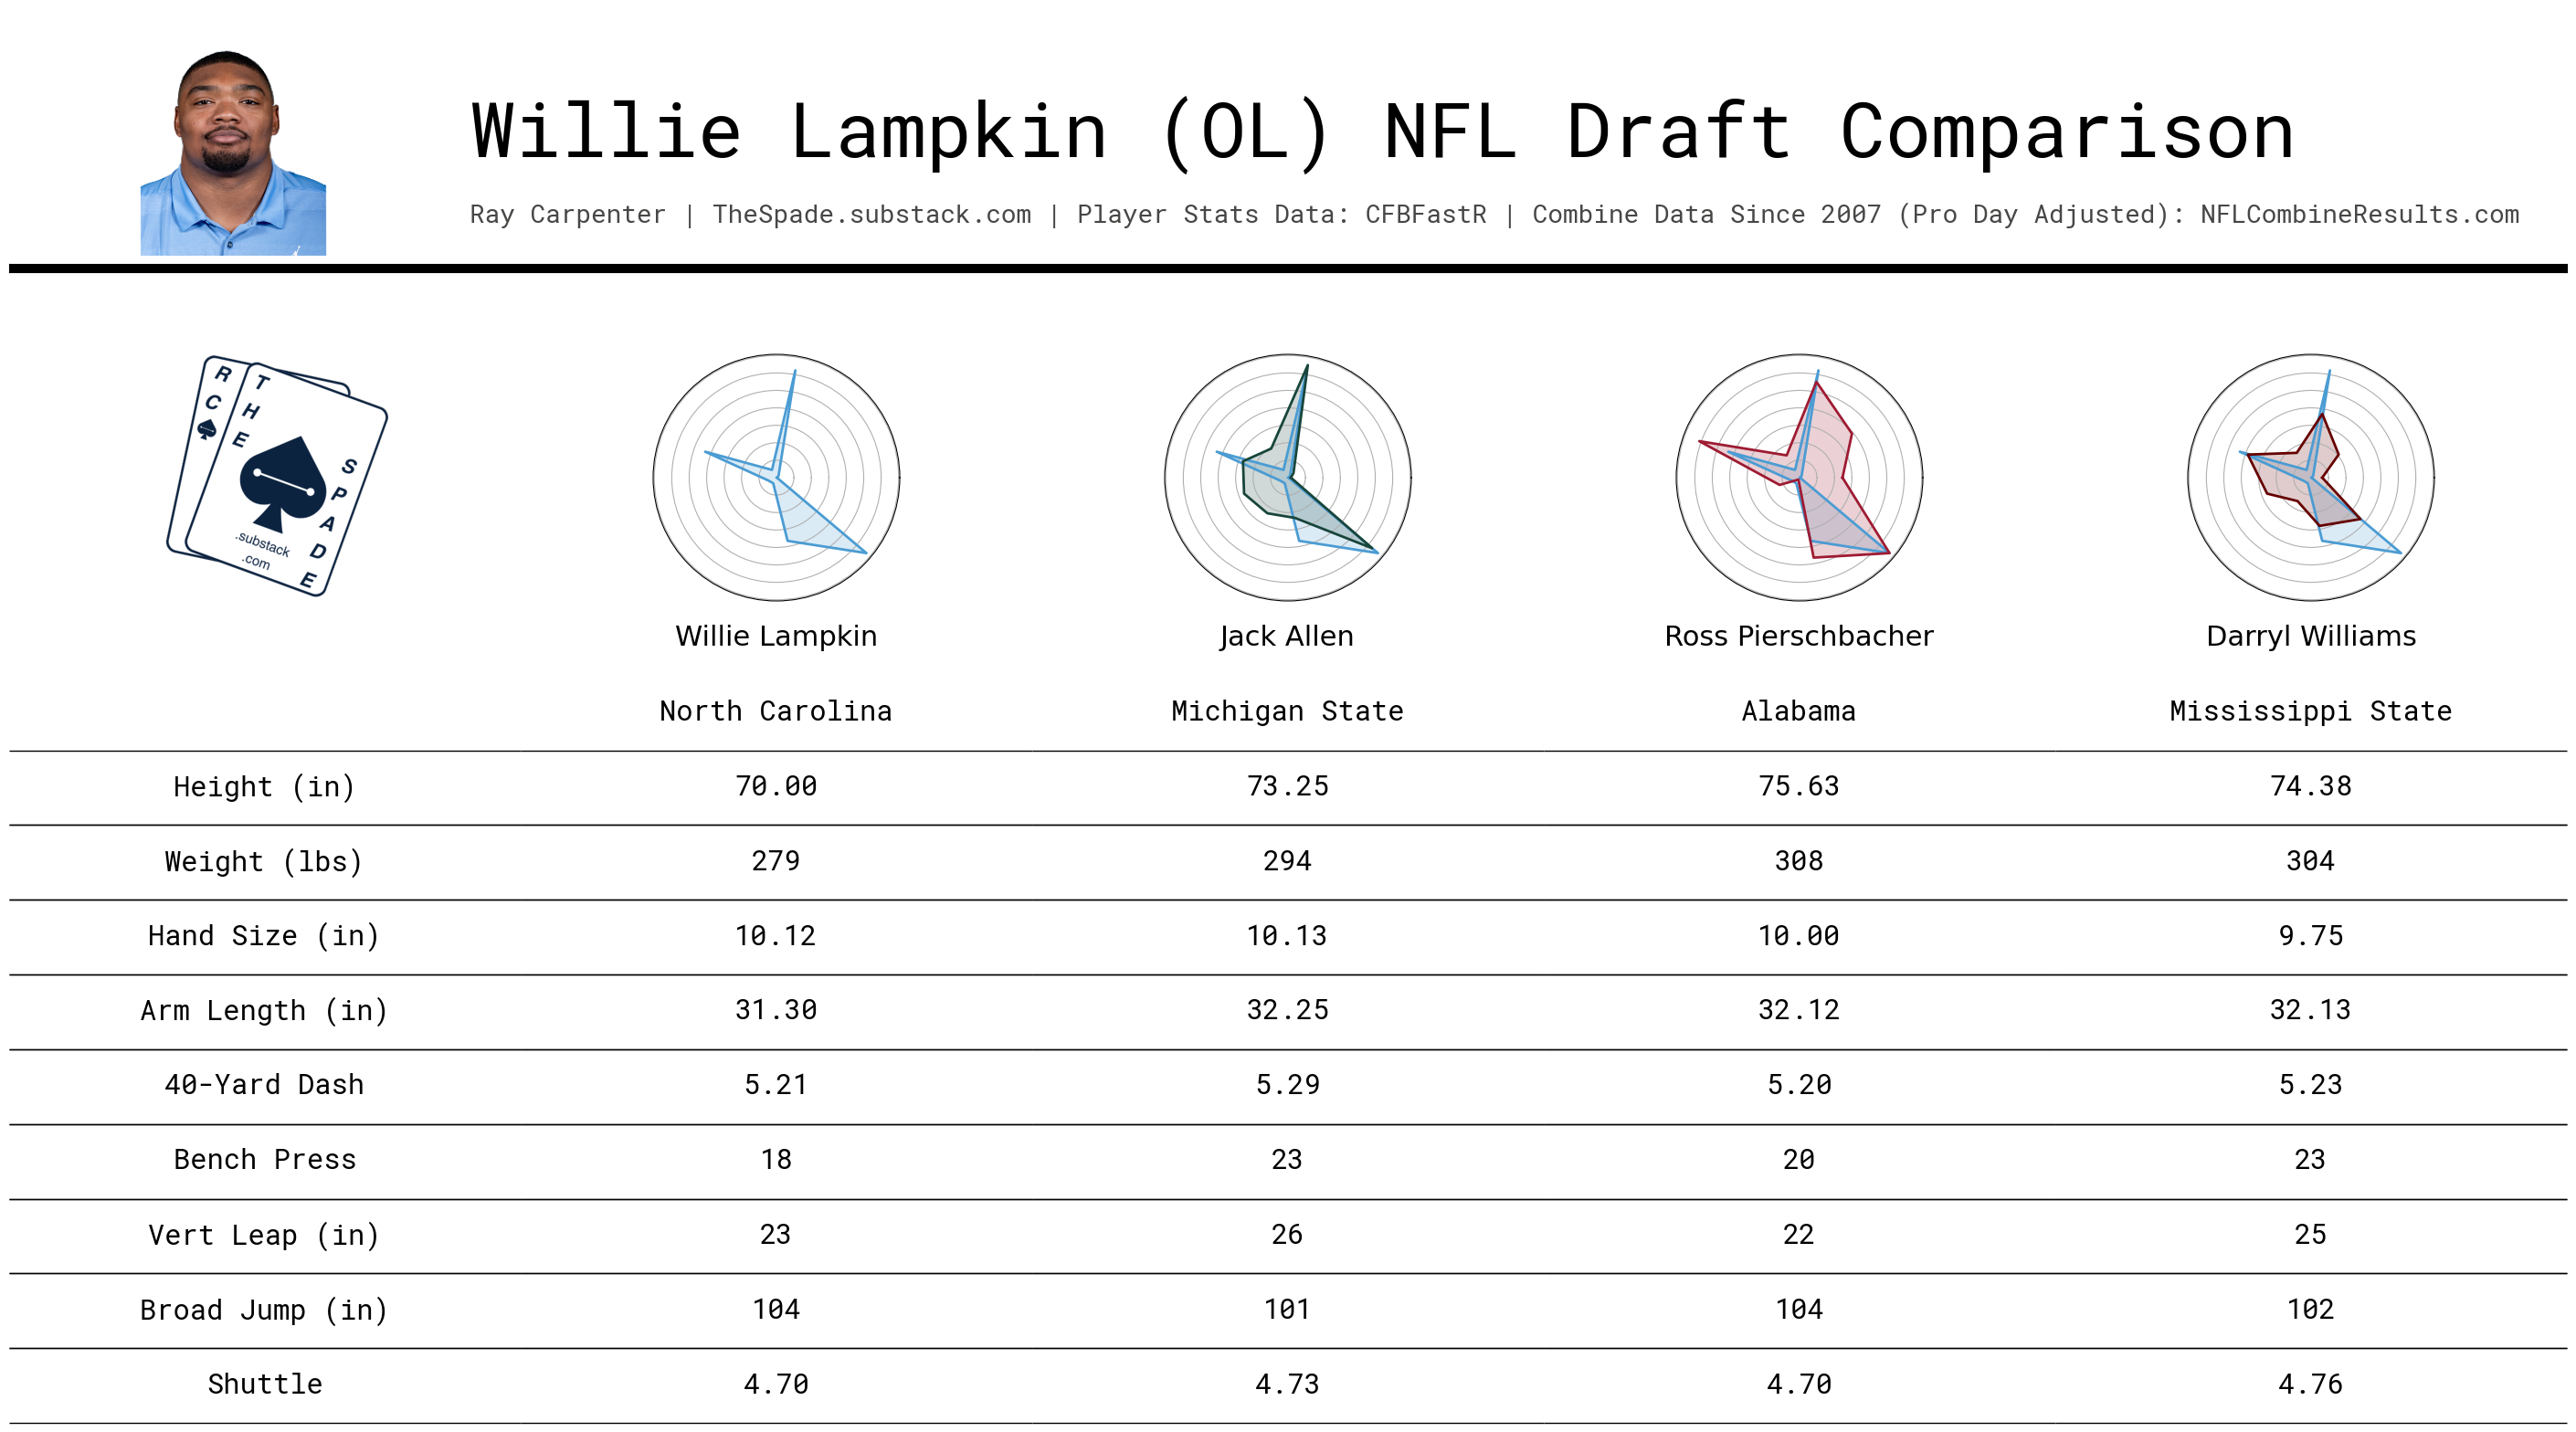 Willie Lampkin (OL) NFL Draft Comparison
Ray Carpenter | TheSpade.substack.com | Player Stats Data: CFBFastR | Combine Data Since 2007 (Pro Day Adjusted): NFLCombineResults.com
RC
THE
SPADE
.substack
.com
Willie Lampkin Jack Allen Ross Pierschbacher Darryl Williams
North Carolina Michigan State Alabama Mississippi State
Height (in) 70.00 73.25 75.63 74.38
Weight (lbs) 279 294 308 304
Hand Size (in) 10.12 10.13 10.00 9.75
Arm Length (in) 31.30 32.25 32.12 32.13
40-Yard Dash 5.21 5.29 5.20 5.23
Bench Press 18 23 20 23
Vert Leap (in) 23 26 22 25
Broad Jump (in) 104 101 104 102
Shuttle 4.70 4.73 4.70 4.76